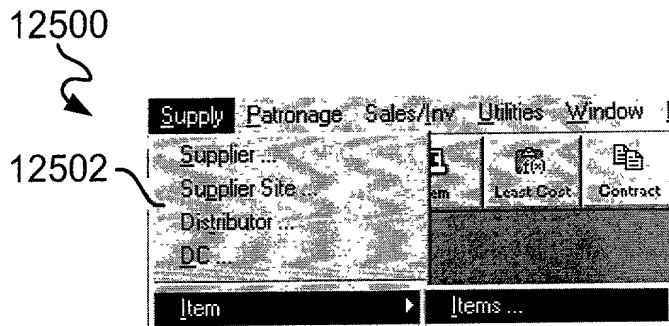 12500
Supply Patronage Sales/Inv Utilities Window
12502
Supplier ...
Supplier Site ...
Distributor ...
DC ...
Least Cost Contract
Item Items ...